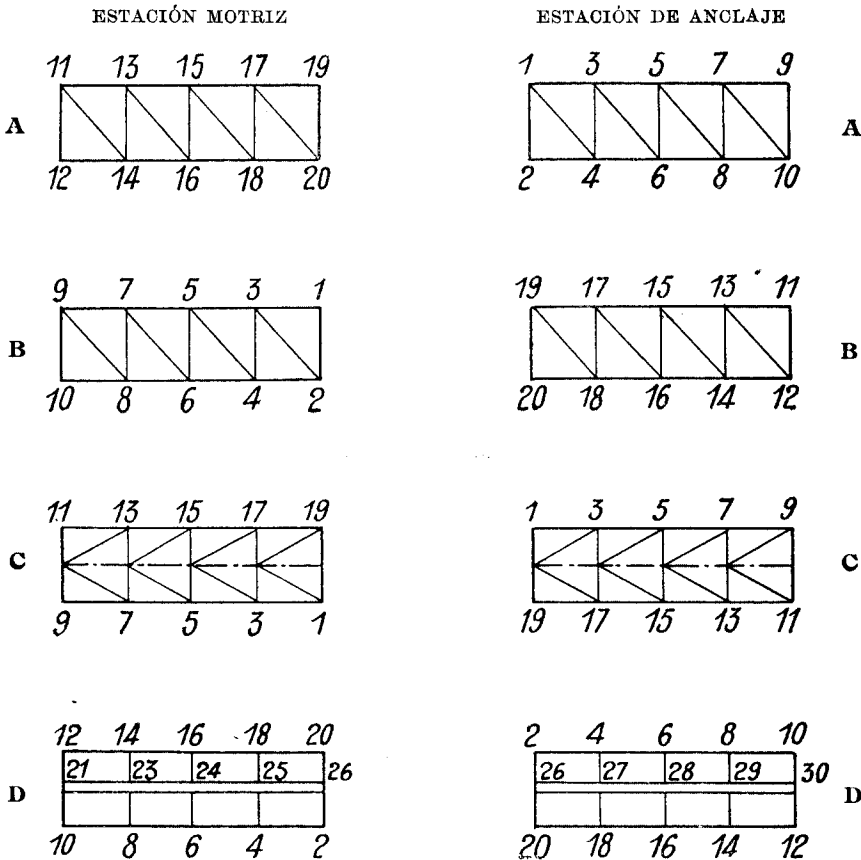 ESTACIÓN MOTRIZ ESTACIÓN DE ANCLAJE
11 13 15 17 19 1 3 5 7 9
A A
12 14 16 18 20 2 4 6 8 10
9 7 5 3 1 19 17 15 13 11
B B
10 8 6 4 2 20 18 16 14 12
11 13 15 17 19 1 3 5 7 9
C C
9 7 5 3 1 19 17 15 13 11
12 14 16 18 20 2 4 6 8 10
21 23 24 25 26 26 27 28 29 30
D D
10 8 6 4 2 20 18 16 14 12